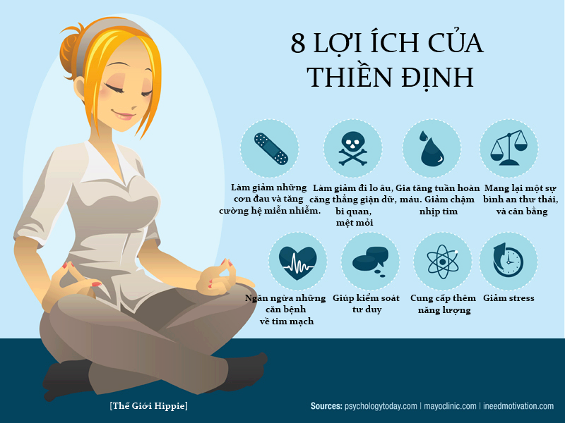 8 LỢI ÍCH CỦA
THIỀN ĐỊNH
Làm giảm những
cơn đau và tăng
cường hệ miễn nhiễm.
Làm giảm đi lo âu,
căng thẳng giận dữ,
bi quan,
mệt mỏi
Gia tăng tuần hoàn
máu. Giảm chậm
nhịp tim
Mang lại một sự
bình an thư thái,
và cân bằng
Ngăn ngừa những
căn bệnh
về tim mạch
Giúp kiểm soát
tư duy
Cung cấp thêm
năng lượng
Giảm stress
[Thế Giới Hippie]
Sources: psychologytoday.com | mayoclinic.com | ineedmotivation.com